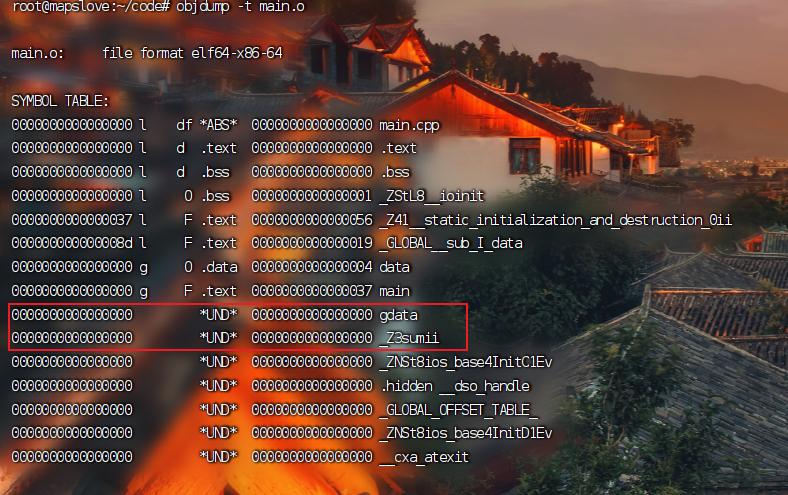 root@mapslove:~/code# objdump -t main.o
main.o: file format elf64-x86-64
SYMBOL TABLE:
0000000000000000 l df *ABS* 0000000000000000 main.cpp
0000000000000000 l d .text 0000000000000000 .text
0000000000000000 l d .bss 0000000000000000 .bss
0000000000000000 l O .bss 0000000000000001 _ZStL8__ioinit
0000000000000037 l F .text 0000000000000056 _Z41__static_initialization_and_destruction_0ii
000000000000008d l F .text 0000000000000019 _GLOBAL__sub_I_data
0000000000000000 g O .data 0000000000000004 data
0000000000000000 g F .text 0000000000000037 main
0000000000000000 *UND* 0000000000000000 gdata
0000000000000000 *UND* 0000000000000000 _Z3sumii
0000000000000000 *UND* 0000000000000000 _ZNSt8ios_base4InitC1Ev
0000000000000000 *UND* 0000000000000000 .hidden __dso_handle
0000000000000000 *UND* 0000000000000000 _GLOBAL_OFFSET_TABLE_
0000000000000000 *UND* 0000000000000000 _ZNSt8ios_base4InitD1Ev
0000000000000000 *UND* 0000000000000000 __cxa_atexit